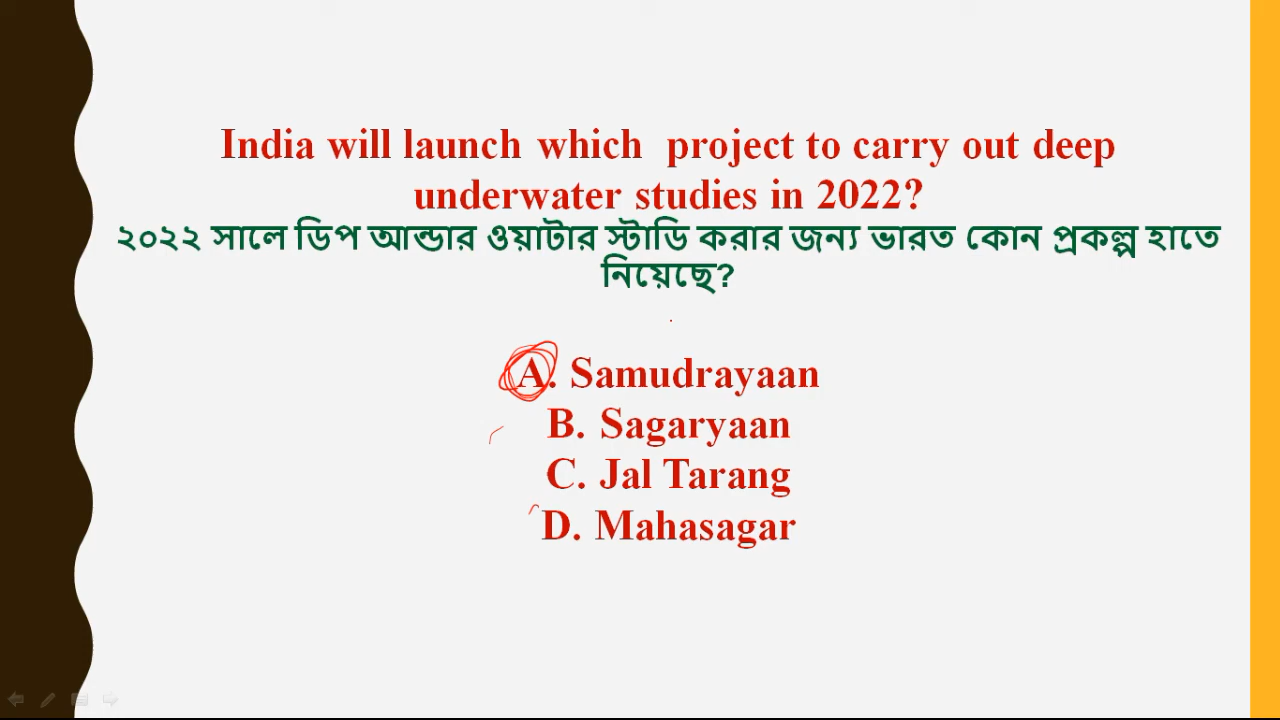 India will launch which project to carry out deep
underwater studies in 2022?
২০২২ সালে ডিপ আন্ডার ওয়াটার স্টাডি করার জন্য ভারত কোন প্রকল্প হাতে
নিয়েছে?
A. Samudrayaan
B. Sagaryaan
C. Jal Tarang
D. Mahasagar